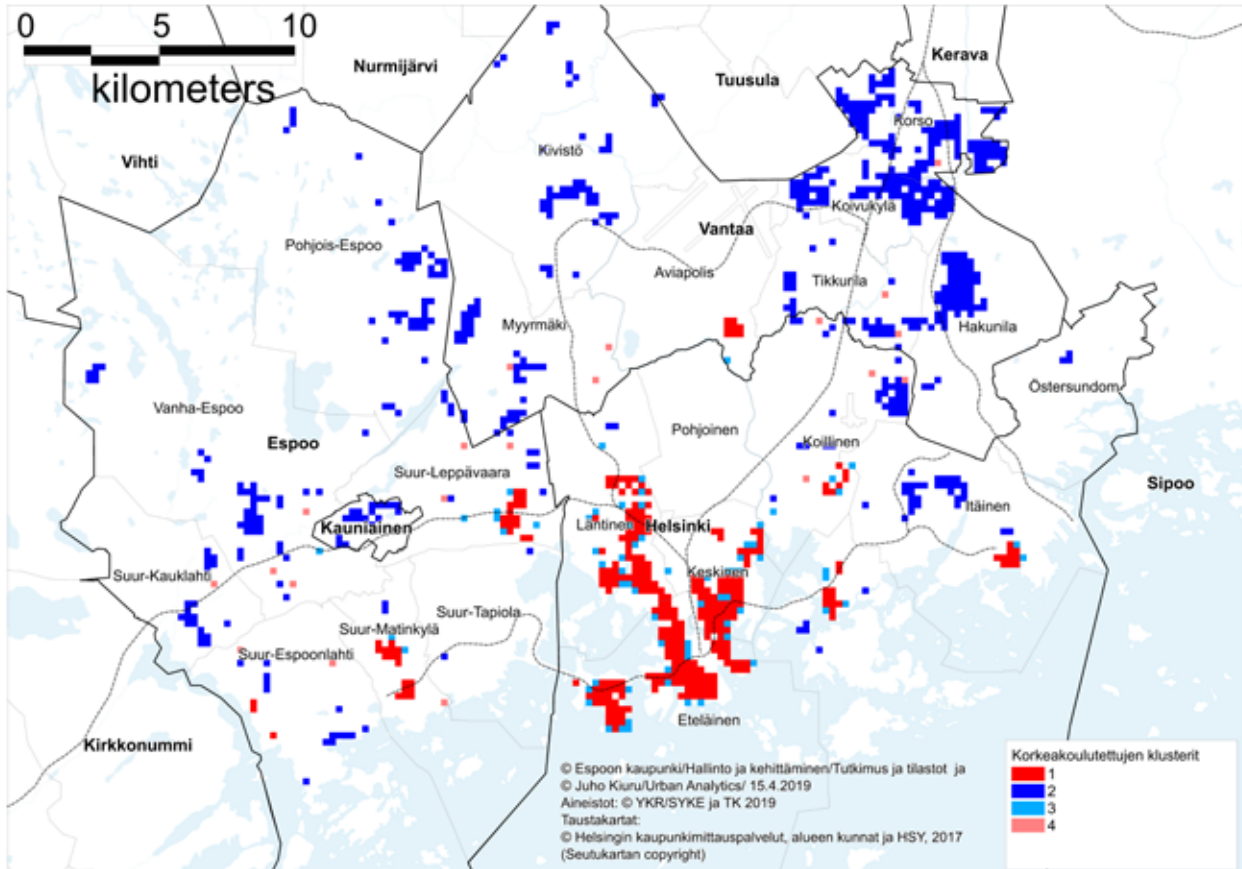 0 5 10
kilometers
Nurmijärvi
Tuusula
Kerava
Vihti
Kivistö
Korso
Koivukylä
Pohjois-Espoo
Vantaa
Aviapolis
Tikkurila
Myyrmäki
Hakunila
Östersundom
Vanha-Espoo
Espoo
Pohjoinen
Koillinen
Suur-Leppävaara
Sipoo
Kauniainen
Läntinen
Helsinki
Itäinen
Suur-Kauklahti
Keskinen
Suur-Tapiola
Suur-Matinkylä
Suur-Espoonlahti
Eteläinen
Kirkkonummi
© Espoon kaupunki/Hallinto ja kehittäminen/Tutkimus ja tilastot ja
© Juho Kiuru/Urban Analytics/ 15.4.2019
Aineistot: © YKR/SYKE ja TK 2019
Taustakartat:
© Helsingin kaupunkimittauspalvelut, alueen kunnat ja HSY, 2017
(Seutukartan copyright)
Korkeakoulutettujen klusterit
1
2
3
4